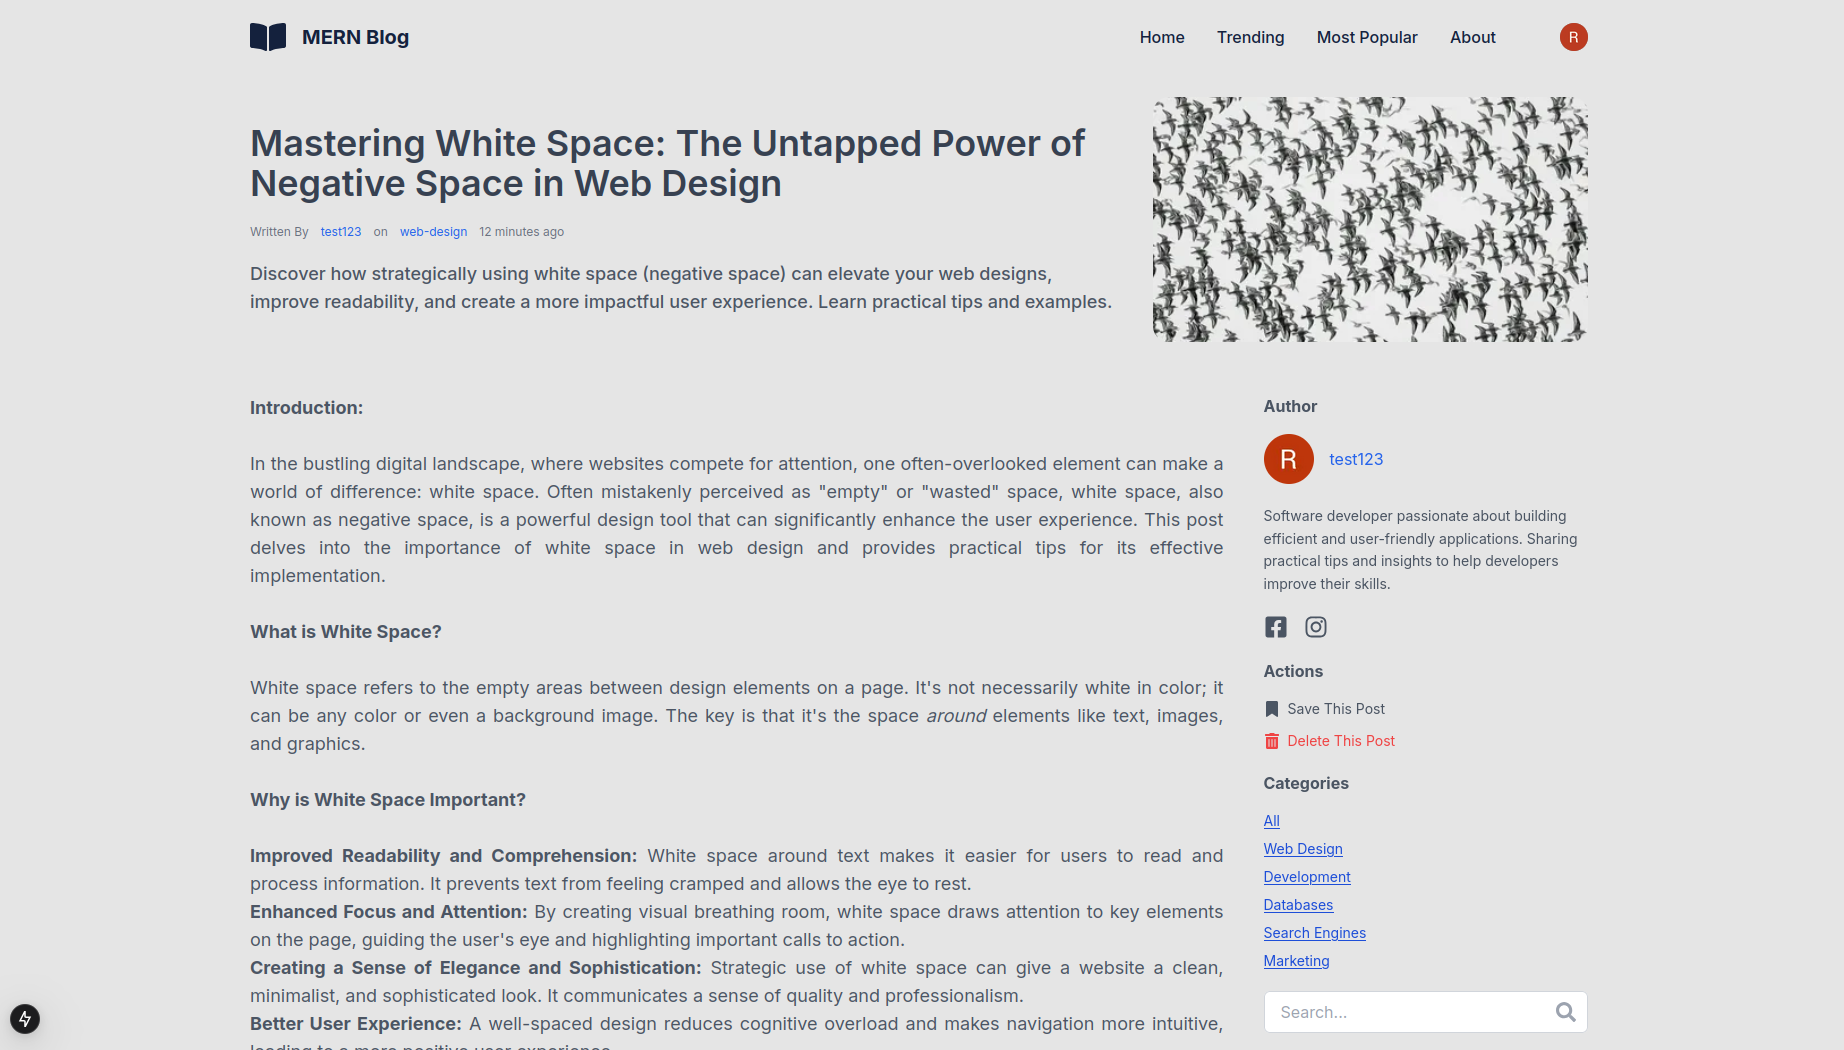 MERN Blog
Home Trending Most Popular About R
Mastering White Space: The Untapped Power of
Negative Space in Web Design
Written By test123 on web-design 12 minutes ago
Discover how strategically using white space (negative space) can elevate your web designs,
improve readability, and create a more impactful user experience. Learn practical tips and examples.
Introduction:
In the bustling digital landscape, where websites compete for attention, one often-overlooked element can make a
world of difference: white space. Often mistakenly perceived as "empty" or "wasted" space, white space, also
known as negative space, is a powerful design tool that can significantly enhance the user experience. This post
delves into the importance of white space in web design and provides practical tips for its effective
implementation.
What is White Space?
White space refers to the empty areas between design elements on a page. It's not necessarily white in color; it
can be any color or even a background image. The key is that it's the space around elements like text, images,
and graphics.
Why is White Space Important?
Improved Readability and Comprehension: White space around text makes it easier for users to read and
process information. It prevents text from feeling cramped and allows the eye to rest.
Enhanced Focus and Attention: By creating visual breathing room, white space draws attention to key elements
on the page, guiding the user's eye and highlighting important calls to action.
Creating a Sense of Elegance and Sophistication: Strategic use of white space can give a website a clean,
minimalist, and sophisticated look. It communicates a sense of quality and professionalism.
Better User Experience: A well-spaced design reduces cognitive overload and makes navigation more intuitive,
leading to a more positive user experience.
Author
R
test123
Software developer passionate about building
efficient and user-friendly applications. Sharing
practical tips and insights to help developers
improve their skills.
Actions
Save This Post
Delete This Post
Categories
All
Web Design
Development
Databases
Search Engines
Marketing
Search...